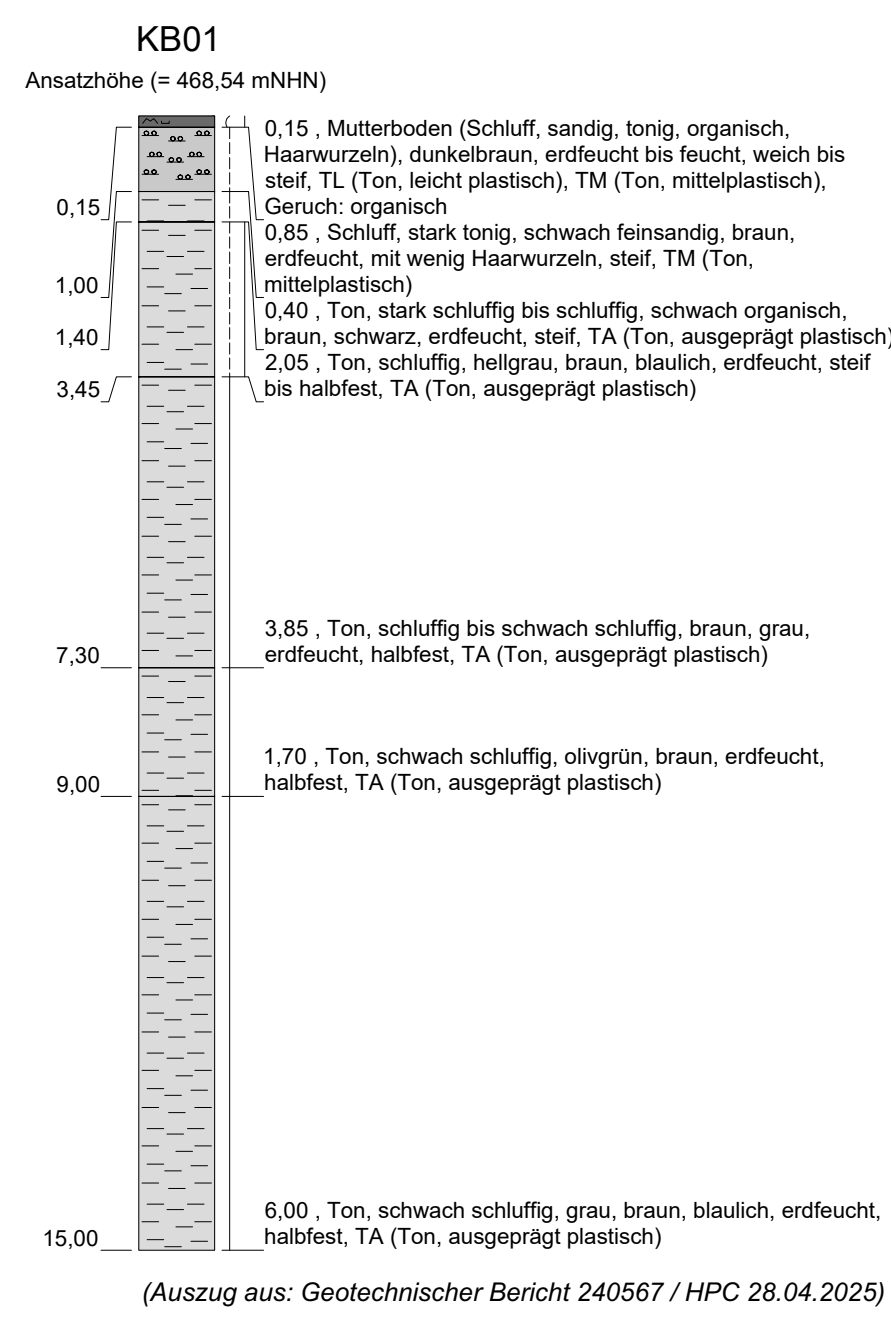 KB01
Ansatzhöhe (= 468,54 mNHN)
0,15 , Mutterboden (Schluff, sandig, tonig, organisch,
Haarwurzeln), dunkelbraun, erdfeucht bis feucht, weich bis
steif, TL (Ton, leicht plastisch), TM (Ton, mittelplastisch),
0,15 Geruch: organisch
0,85 , Schluff, stark tonig, schwach feinsandig, braun,
erdfeucht, mit wenig Haarwurzeln, steif, TM (Ton,
1,00 mittelplastisch)
0,40 , Ton, stark schluffig bis schluffig, schwach organisch,
1,40 braun, schwarz, erdfeucht, steif, TA (Ton, ausgeprägt plastisch)
2,05 , Ton, schluffig, hellgrau, braun, blaulich, erdfeucht, steif
3,45 bis halbfest, TA (Ton, ausgeprägt plastisch)
3,85 , Ton, schluffig bis schwach schluffig, braun, grau,
7,30 erdfeucht, halbfest, TA (Ton, ausgeprägt plastisch)
1,70 , Ton, schwach schluffig, olivgrün, braun, erdfeucht,
9,00 halbfest, TA (Ton, ausgeprägt plastisch)
6,00 , Ton, schwach schluffig, grau, braun, blaulich, erdfeucht,
15,00 halbfest, TA (Ton, ausgeprägt plastisch)
(Auszug aus: Geotechnischer Bericht 240567 / HPC 28.04.2025)